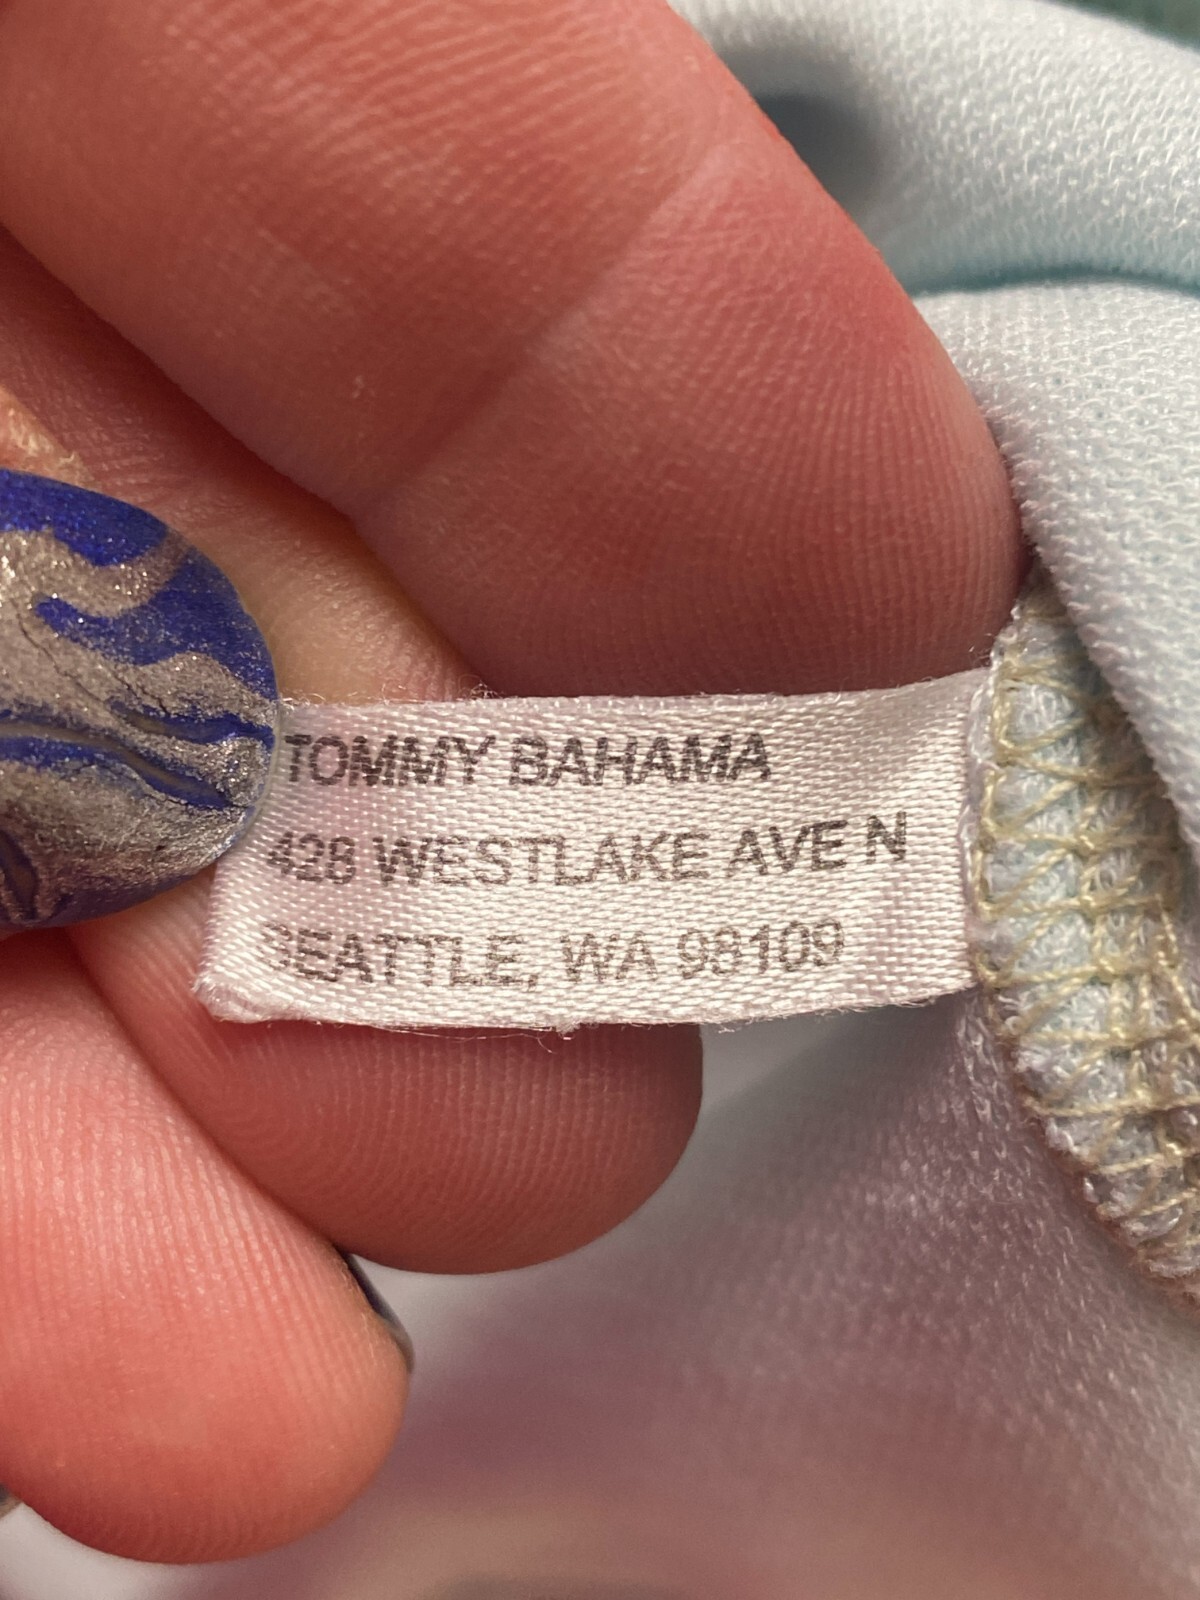 TOMMY BAHAMA
428 WESTLAKE AVE N
SEATTLE, WA 98109